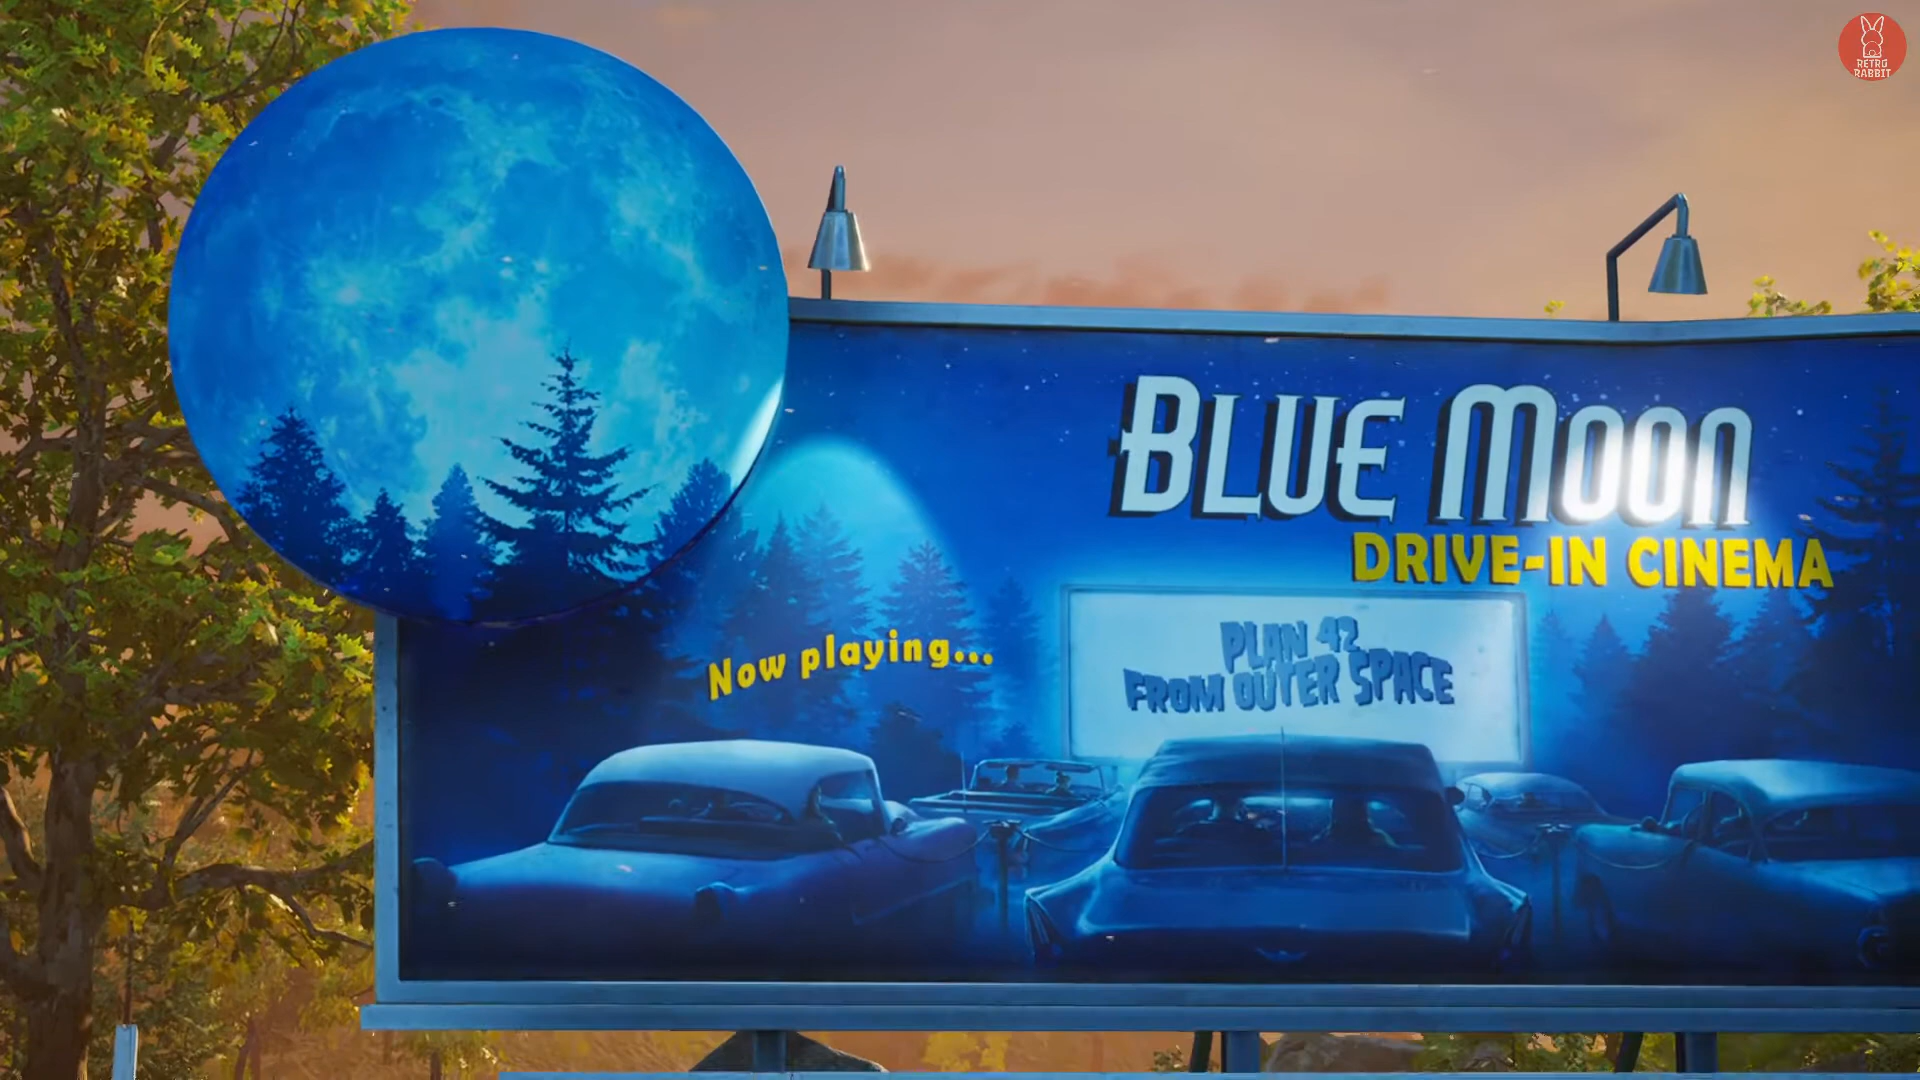 RETRO
RABBIT
BLUE MOON
DRIVE-IN CINEMA
Now playing...
PLAN 42
FROM OUTER SPACE